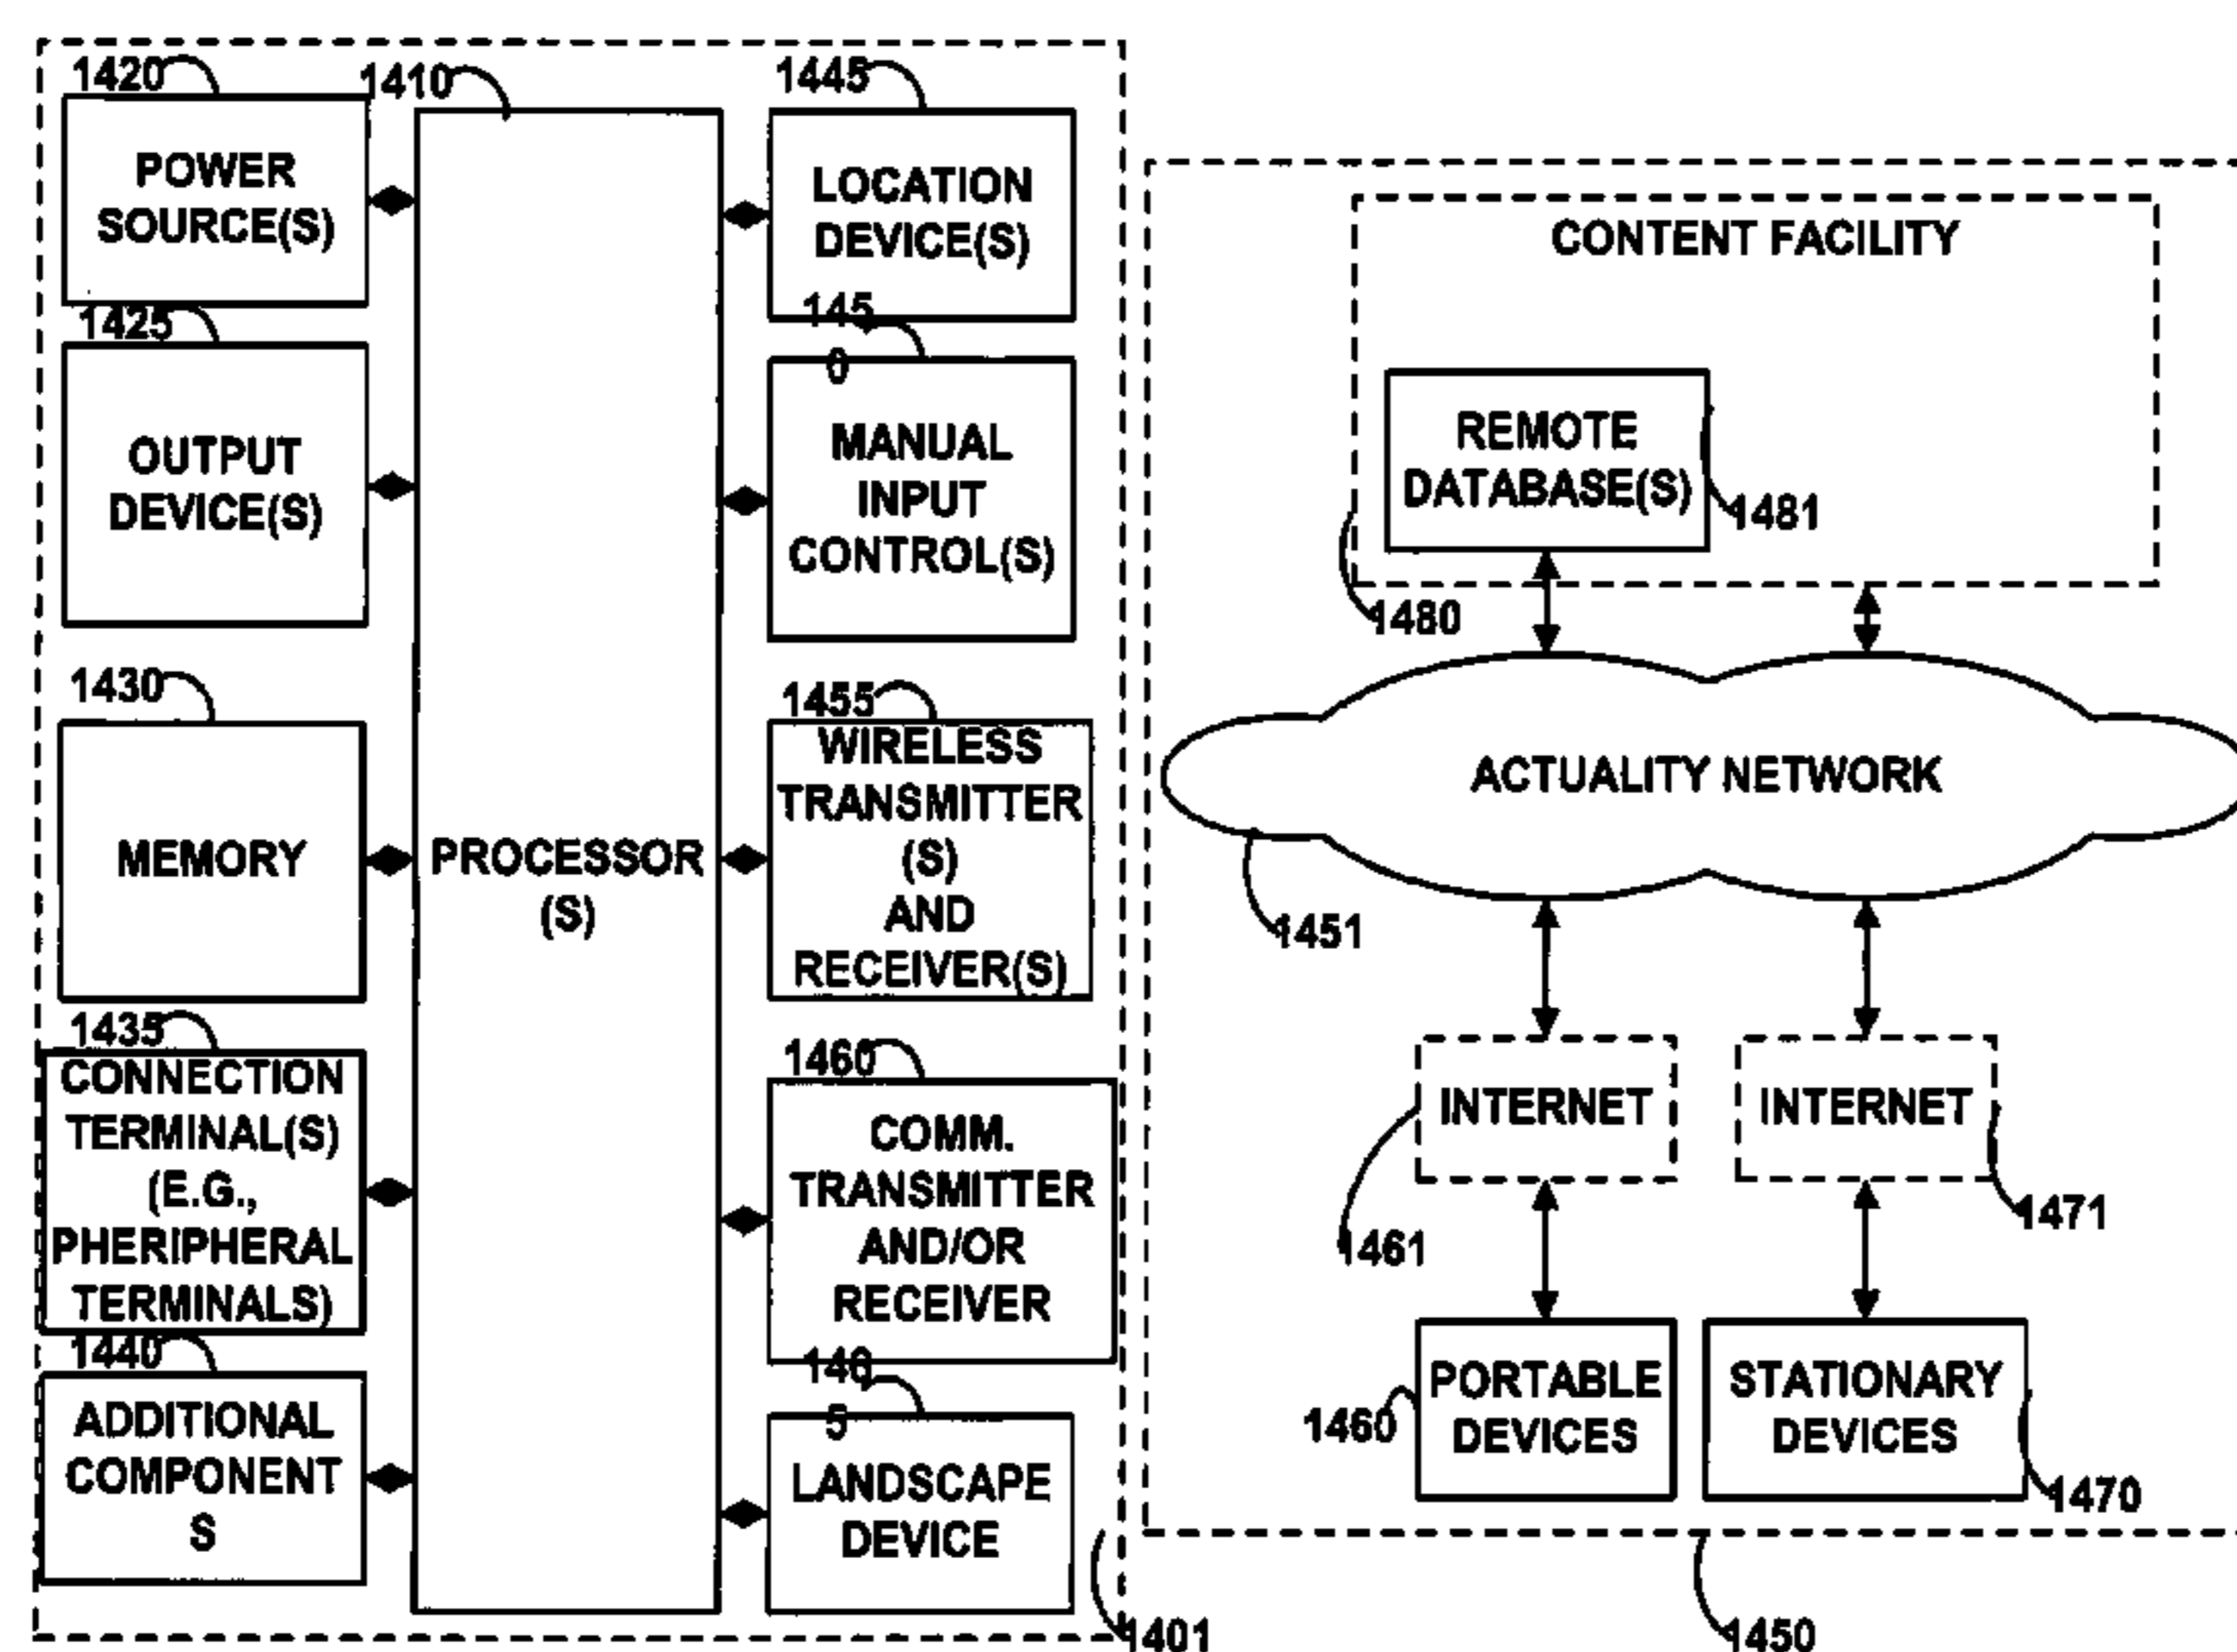 1420
POWER
SOURCE(S)
1425
OUTPUT
DEVICE(S)
1430
MEMORY
1435
CONNECTION
TERMINAL(S)
(E.G.,
PHERIPHERAL
TERMINALS)
1440
ADDITIONAL
COMPONENT
S
1410
PROCESSOR
(S)
1445
LOCATION
DEVICE(S)
145
0
MANUAL
INPUT
CONTROL(S)
1455
WIRELESS
TRANSMITTER
(S)
AND
RECEIVER(S)
1460
COMM.
TRANSMITTER
AND/OR
RECEIVER
146
5
LANDSCAPE
DEVICE
1401
CONTENT FACILITY
REMOTE
DATABASE(S)
1481
1480
ACTUALITY NETWORK
1451
INTERNET
1461
INTERNET
1471
PORTABLE
DEVICES
1460
STATIONARY
DEVICES
1470
1450